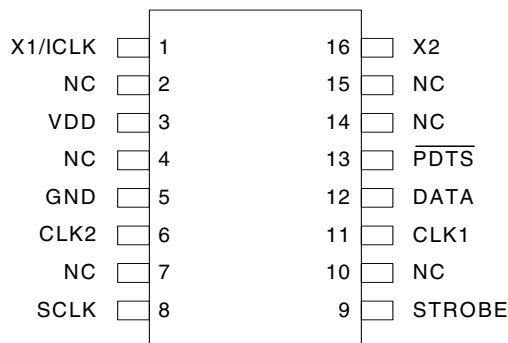 X1/ICLK 1 16 X2
NC 2 15 NC
VDD 3 14 NC
NC 4 13 PDTS
GND 5 12 DATA
CLK2 6 11 CLK1
NC 7 10 NC
SCLK 8 9 STROBE